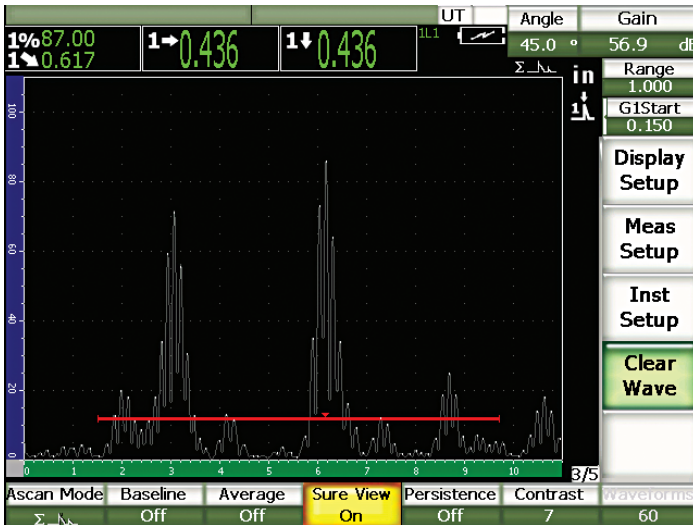 UT Angle Gain
1% 87.00 1→ 0.436 1↓ 0.436 1L1 45.0 ° 56.9 dB
1↘ 0.617
in Range
1.000
G1Start
0.150
Display
Setup
Meas
Setup
Inst
Setup
Clear
Wave
100
80
60
40
20
0
0 1 2 3 4 5 6 7 8 9 10
3/5
Ascan Mode Baseline Average Sure View Persistence Contrast Waveforms
Off Off On Off 7 60